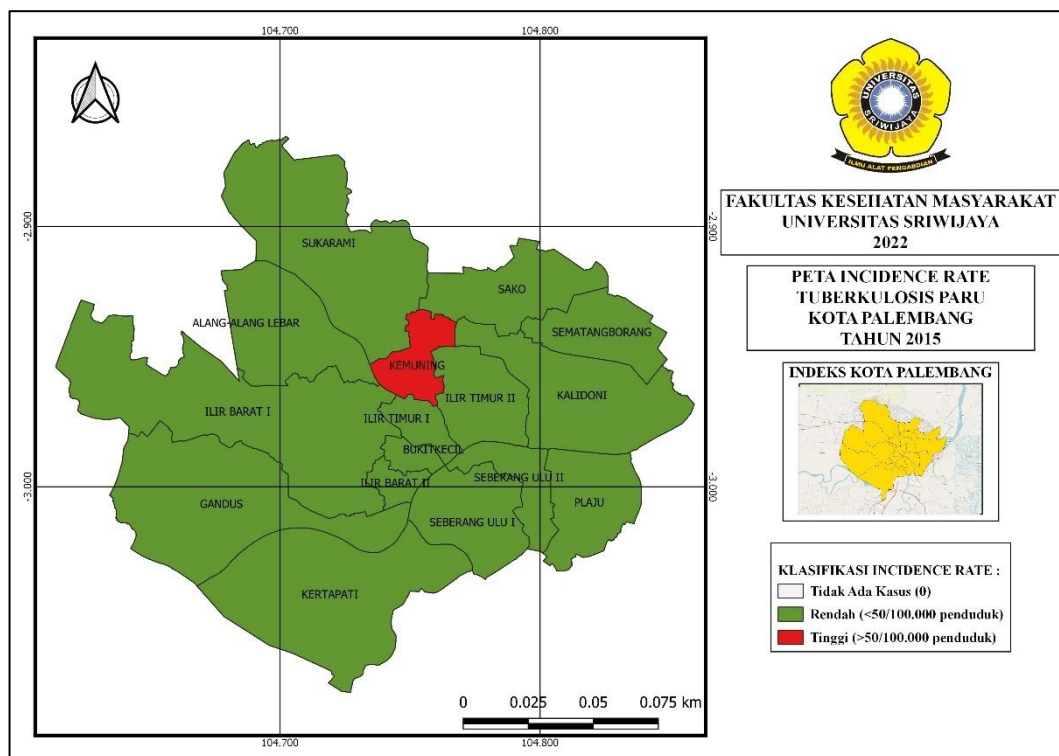 104.700
104.800
-2.900
-2.900
SUKARAMI
SAKO
ALANG-ALANG LEBAR
SEMATANGBORANG
KEMUNING
ILIR TIMUR II
KALIDONI
ILIR BARAT I
ILIR TIMUR I
BUKITKECIL
ILIR BARAT II
SEBERANG ULU II
-3.000
-3.000
GANDUS
PLAJU
SEBERANG ULU I
KERTAPATI
0 0.025 0.05 0.075 km
104.700
104.800
UNIVERSITAS
SRIWIJAYA
ILMU ALAT PENGABDIAN
FAKULTAS KESEHATAN MASYARAKAT
UNIVERSITAS SRIWIJAYA
2022
PETA INCIDENCE RATE
TUBERKULOSIS PARU
KOTA PALEMBANG
TAHUN 2015
INDEKS KOTA PALEMBANG
KLASIFIKASI INCIDENCE RATE :
Tidak Ada Kasus (0)
Rendah (<50/100.000 penduduk)
Tinggi (>50/100.000 penduduk)